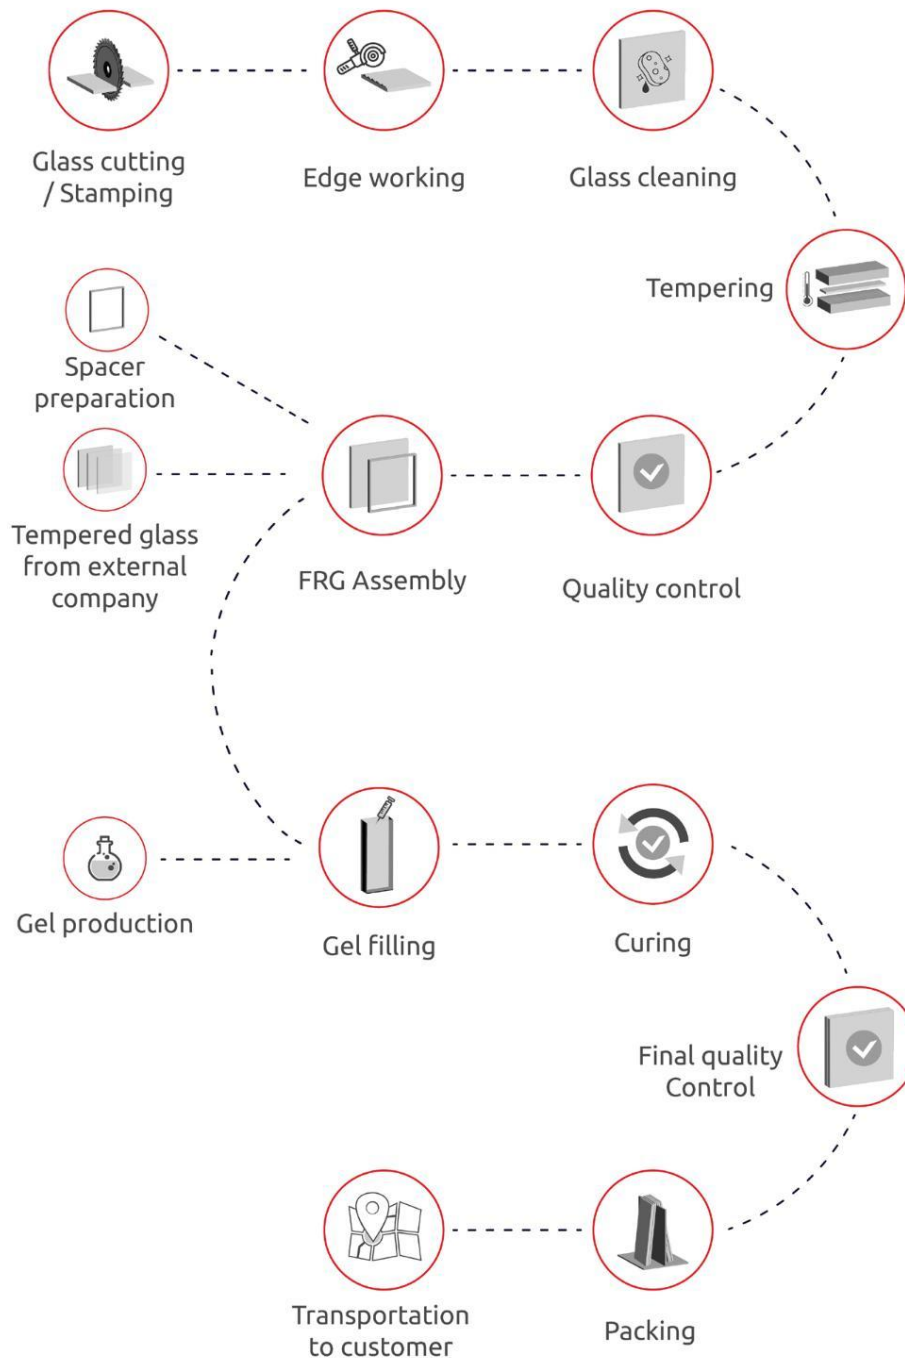 Glass cutting
/ Stamping
Edge working
Glass cleaning
Tempering
Spacer
preparation
Tempered glass
from external
company
FRG Assembly
Quality control
Gel production
Gel filling
Curing
Final quality
Control
Transportation
to customer
Packing